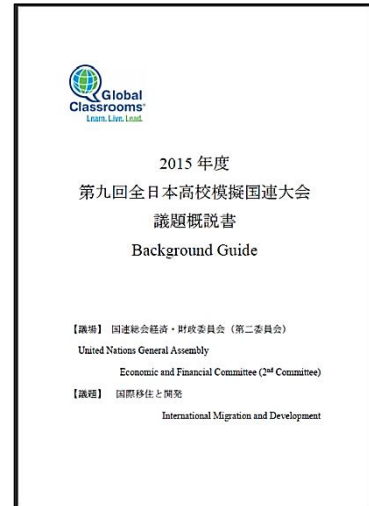 Global
Classrooms®
Learn. Live. Lead.
2015 年度
第九回全日本高校模擬国連大会
議題概説書
Background Guide
【議場】 国連総会経済・財政委員会（第二委員会）
United Nations General Assembly
Economic and Financial Committee (2nd Committee)
【議題】 国際移住と開発
International Migration and Development